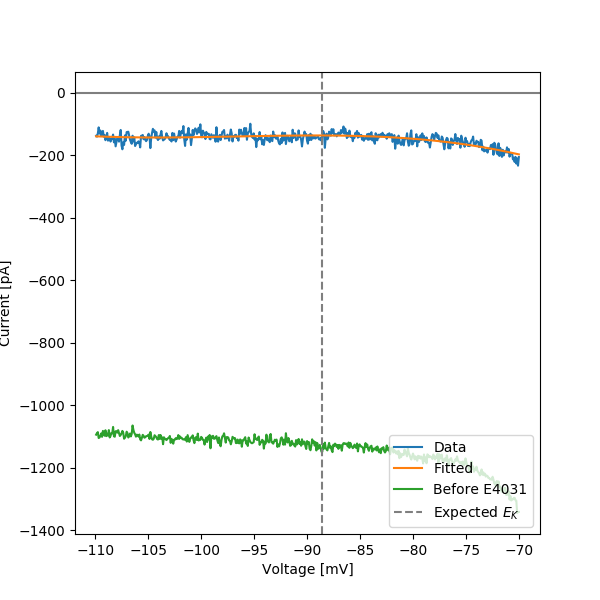 0
−200
−400
−600
−800
−1000
−1200
−1400
Current [pA]
Data
Fitted
Before E4031
Expected E_K
−110
−105
−100
−95
−90
−85
−80
−75
−70
Voltage [mV]